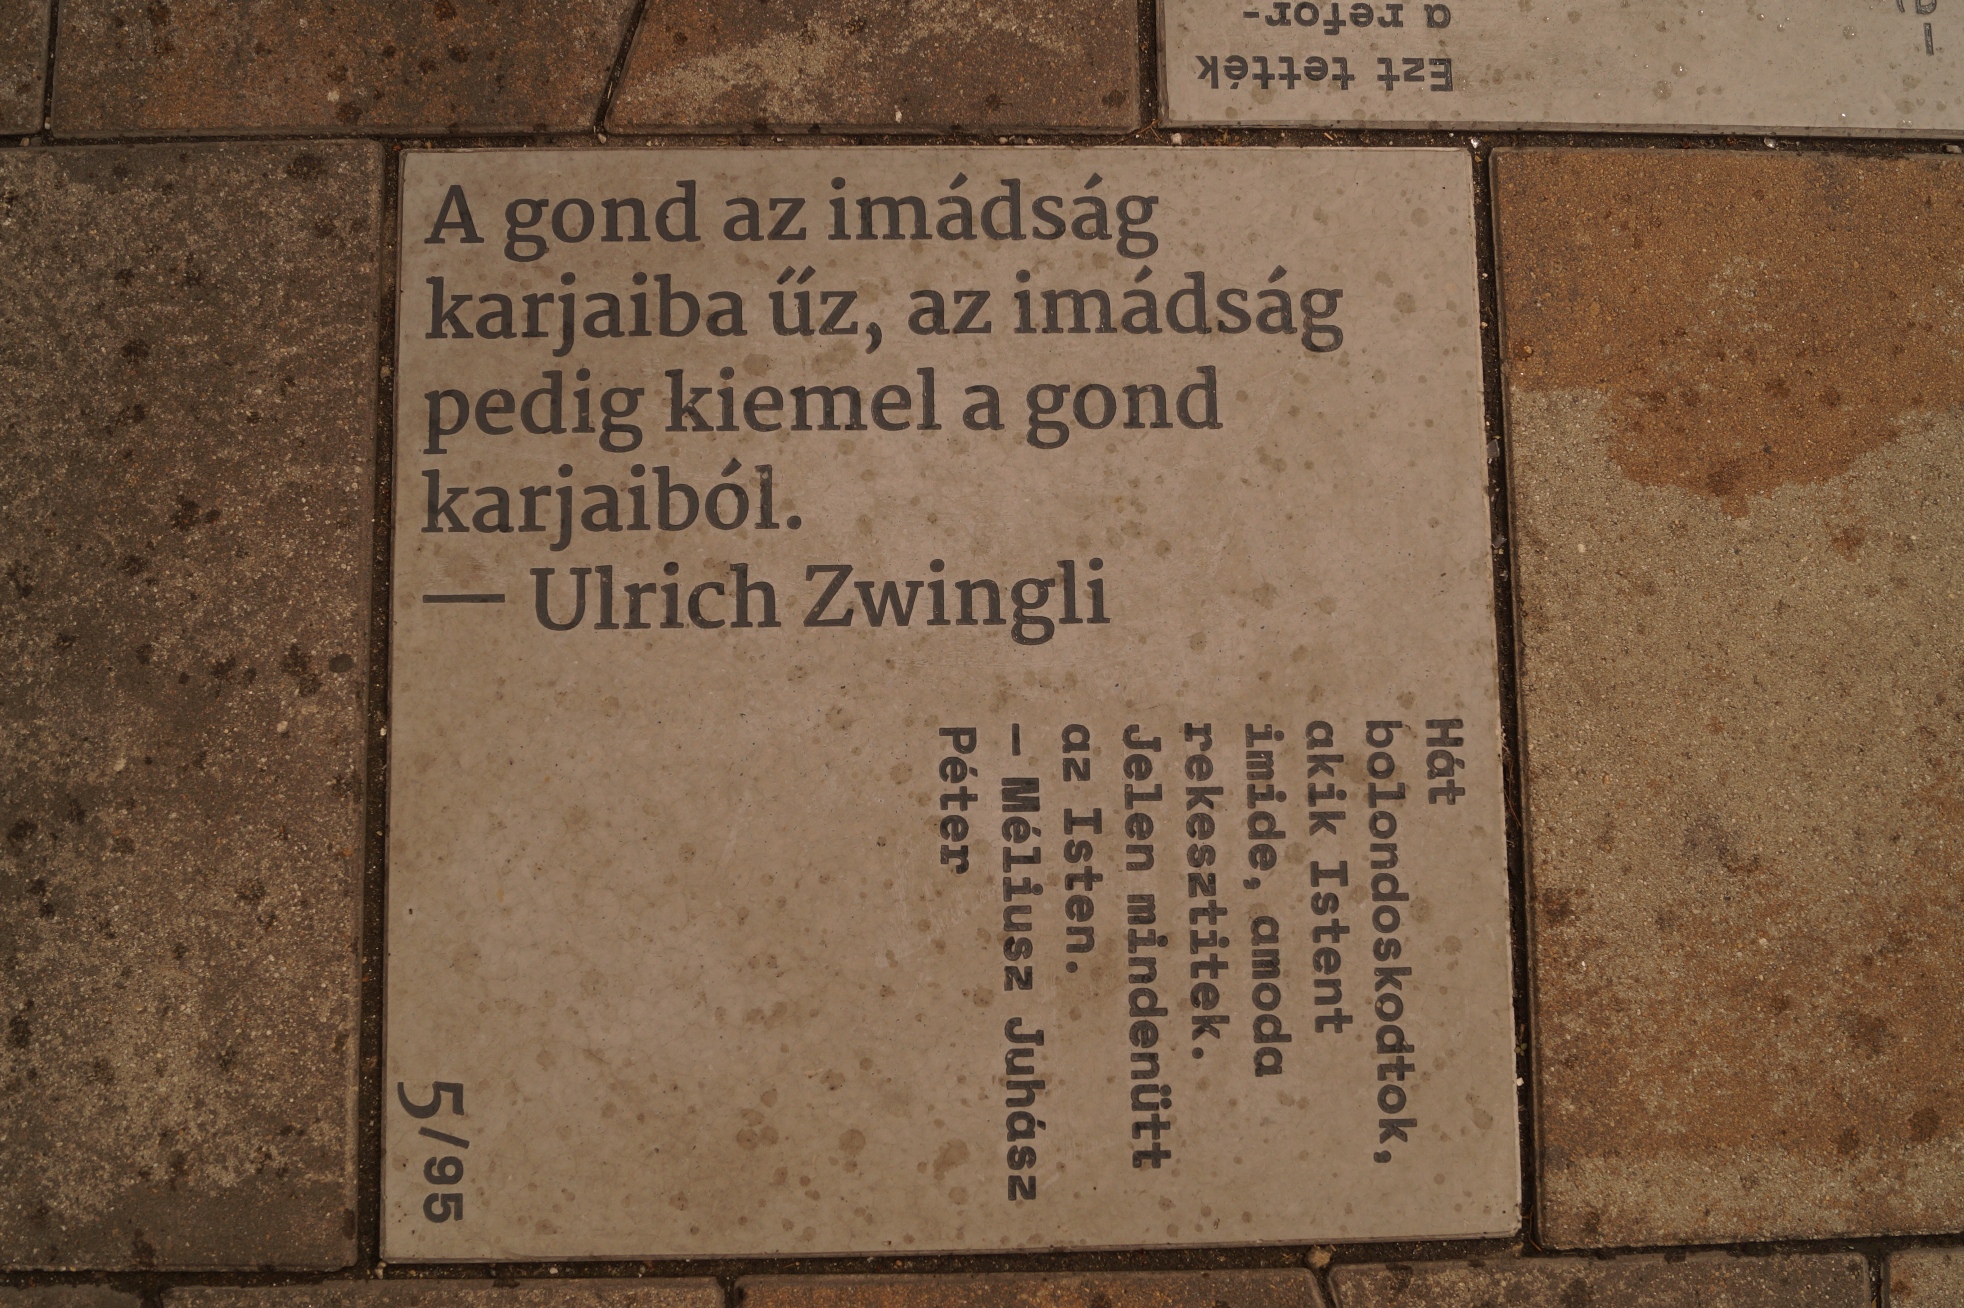 A gond az imádság
karjaiba űz, az imádság
pedig kiemel a gond
karjaiból.
— Ulrich Zwingli
Hát
bolondoskodtok,
akik Istent
imide, amoda
rekesztitek.
Jelen mindenütt
az Isten.
— Méliusz Juhász
Péter
5/95
Ezt tették
a refor-